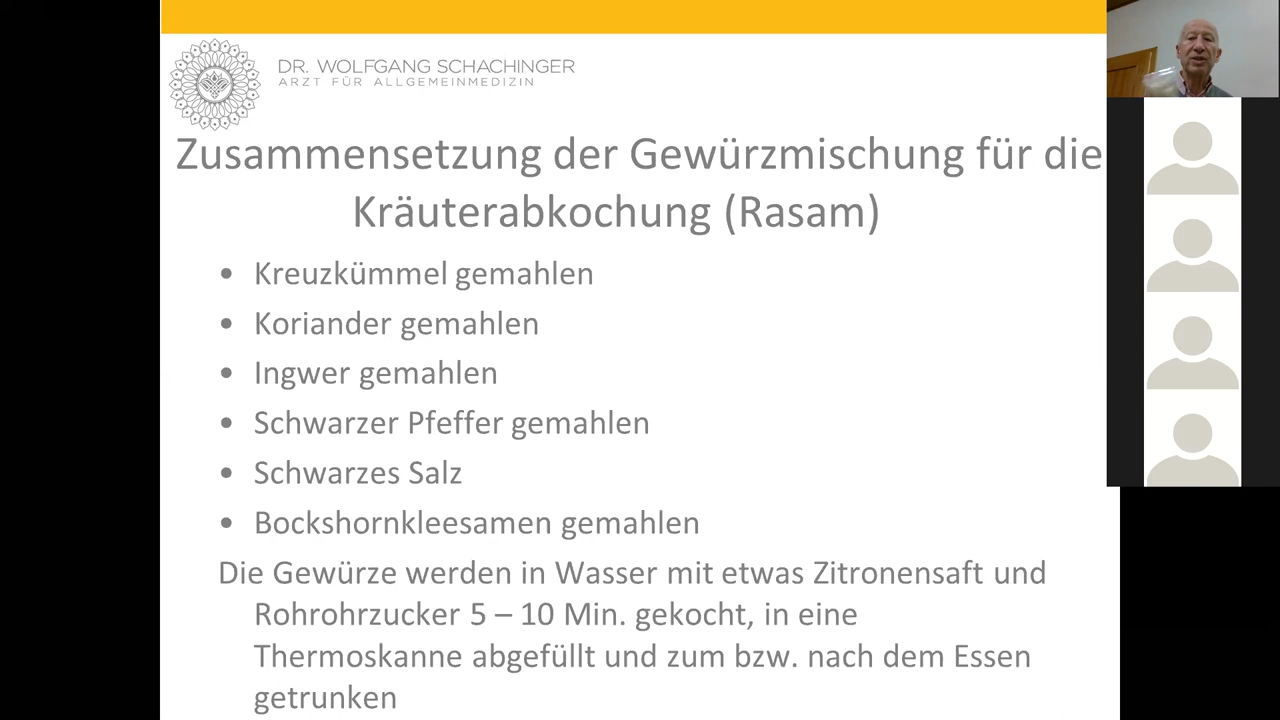 DR. WOLFGANG SCHACHINGER
ARZT FÜR ALLGEMEINMEDIZIN
Zusammensetzung der Gewürzmischung für die
Kräuterabkochung (Rasam)
• Kreuzkümmel gemahlen
• Koriander gemahlen
• Ingwer gemahlen
• Schwarzer Pfeffer gemahlen
• Schwarzes Salz
• Bockshornkleesamen gemahlen
Die Gewürze werden in Wasser mit etwas Zitronensaft und
Rohrohrzucker 5 – 10 Min. gekocht, in eine
Thermoskanne abgefüllt und zum bzw. nach dem Essen
getrunken